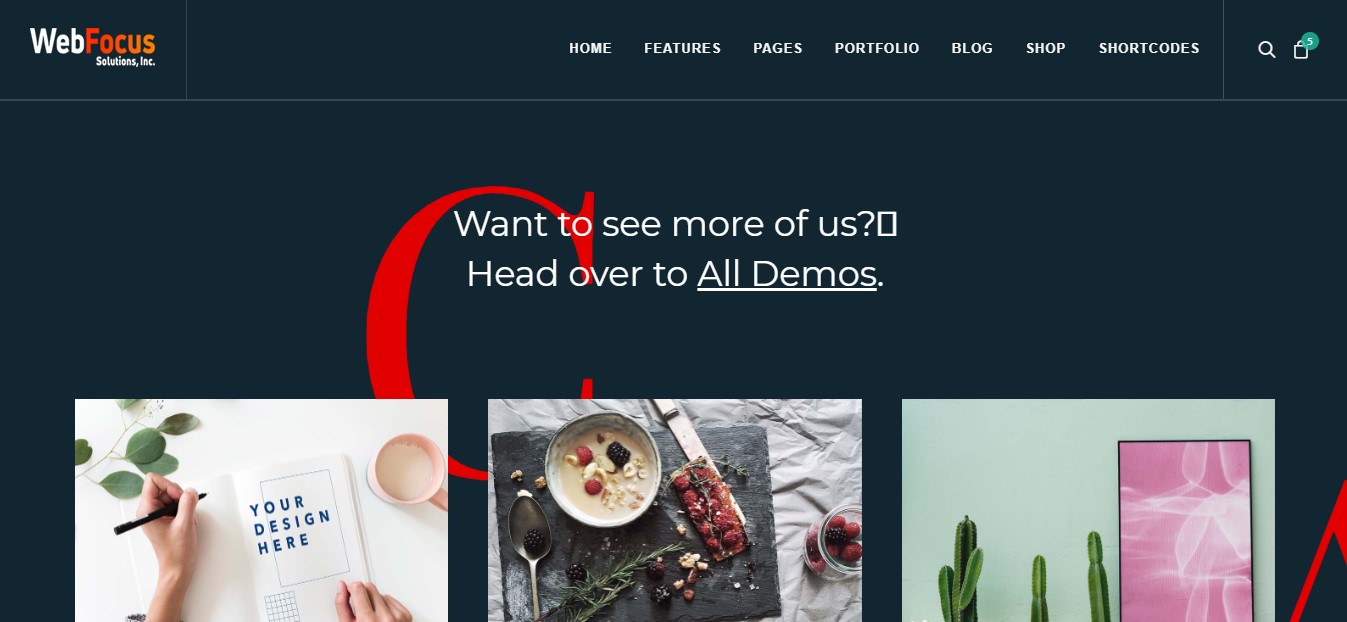 WebFocus
Solutions, Inc.
HOME FEATURES PAGES PORTFOLIO BLOG SHOP SHORTCODES
5
C
Want to see more of us?
Head over to All Demos.
YOUR
DESIGN
HERE